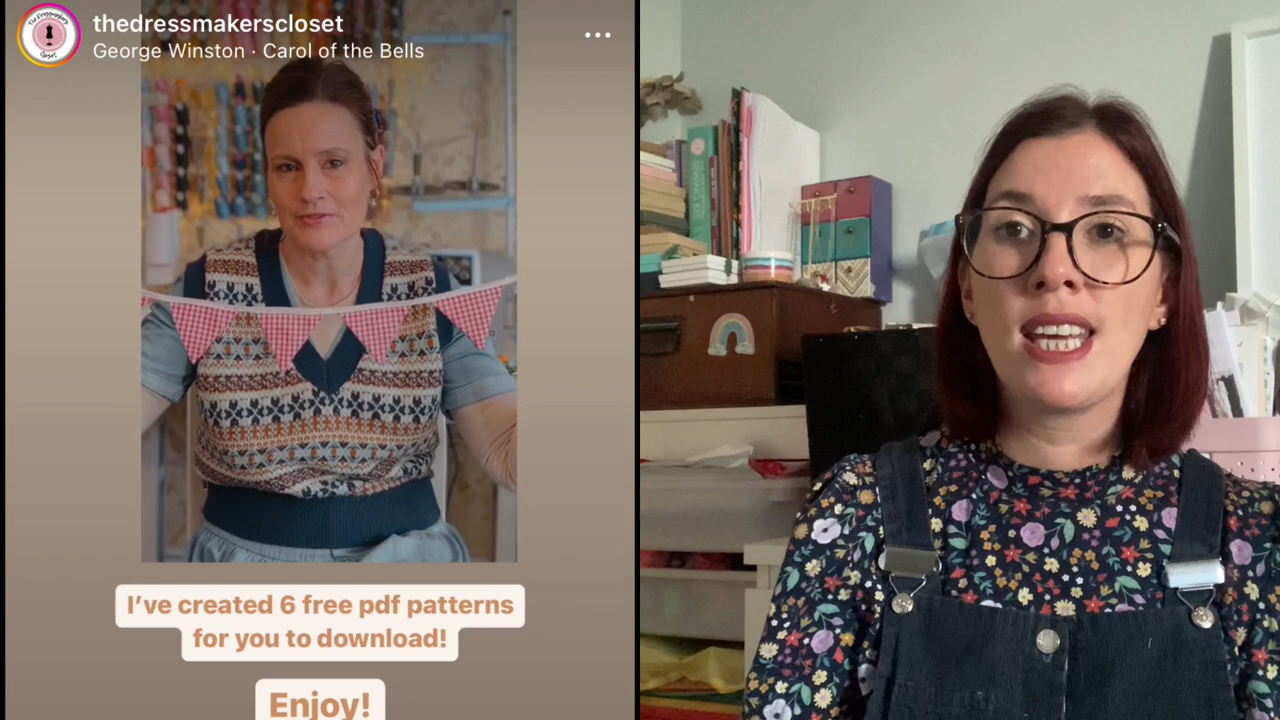 thedressmakerscloset
George Winston · Carol of the Bells
I've created 6 free pdf patterns
for you to download!
Enjoy!